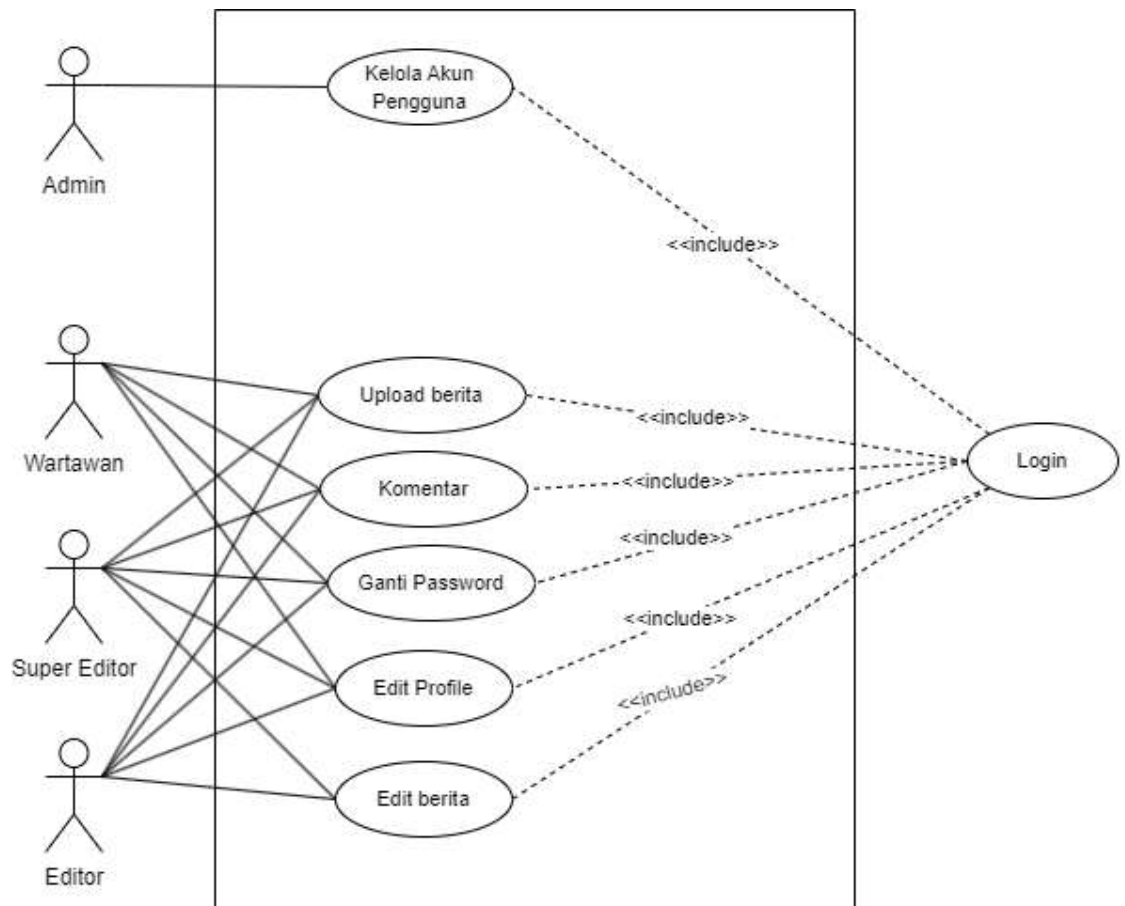 Kelola Akun
Pengguna
Admin
<<include>>
Wartawan
Upload berita
<<include>>
Komentar
<<include>>
Login
Super Editor
Ganti Password
<<include>>
Edit Profile
<<include>>
<<include>>
Editor
Edit berita